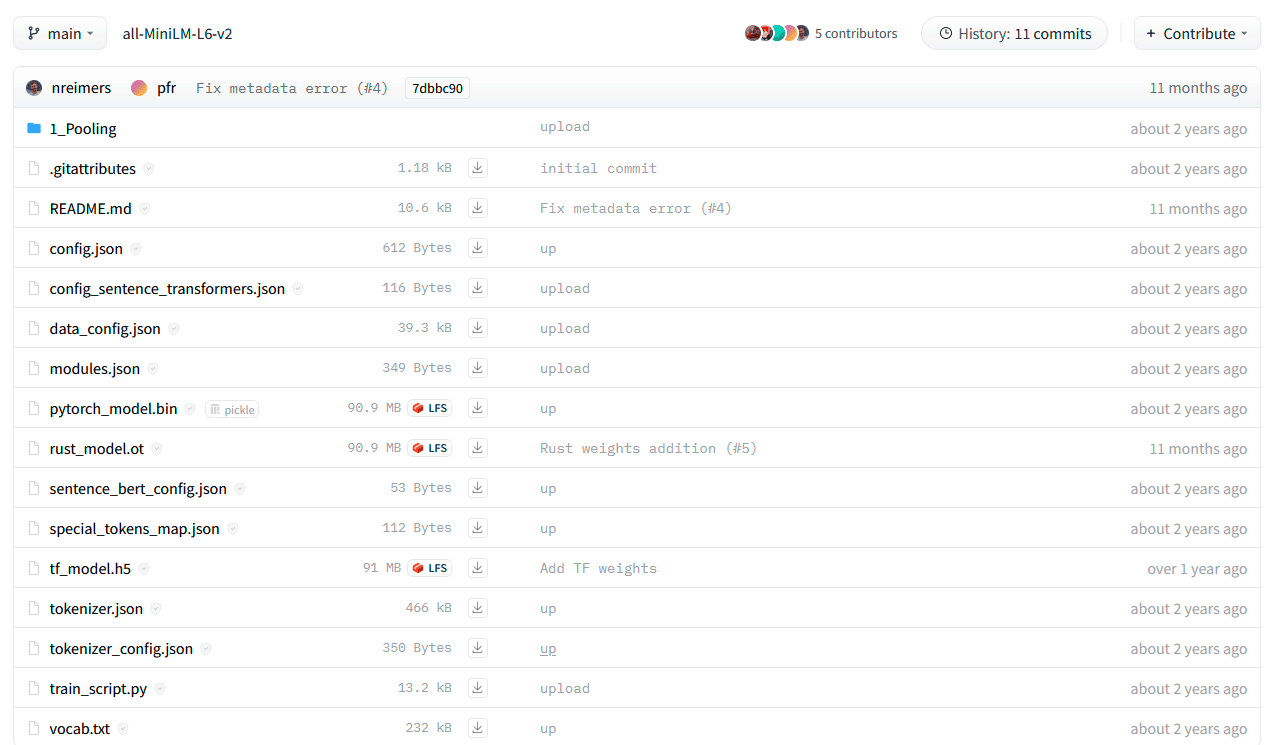 main all-MiniLM-L6-v2 5 contributors History: 11 commits + Contribute
nreimers pfr Fix metadata error (#4) 7dbbc90 11 months ago
1_Pooling upload about 2 years ago
.gitattributes 1.18 kB initial commit about 2 years ago
README.md 10.6 kB Fix metadata error (#4) 11 months ago
config.json 612 Bytes up about 2 years ago
config_sentence_transformers.json 116 Bytes upload about 2 years ago
data_config.json 39.3 kB upload about 2 years ago
modules.json 349 Bytes upload about 2 years ago
pytorch_model.bin pickle 90.9 MB LFS up about 2 years ago
rust_model.ot 90.9 MB LFS Rust weights addition (#5) 11 months ago
sentence_bert_config.json 53 Bytes up about 2 years ago
special_tokens_map.json 112 Bytes up about 2 years ago
tf_model.h5 91 MB LFS Add TF weights over 1 year ago
tokenizer.json 466 kB up about 2 years ago
tokenizer_config.json 350 Bytes up about 2 years ago
train_script.py 13.2 kB upload about 2 years ago
vocab.txt 232 kB up about 2 years ago